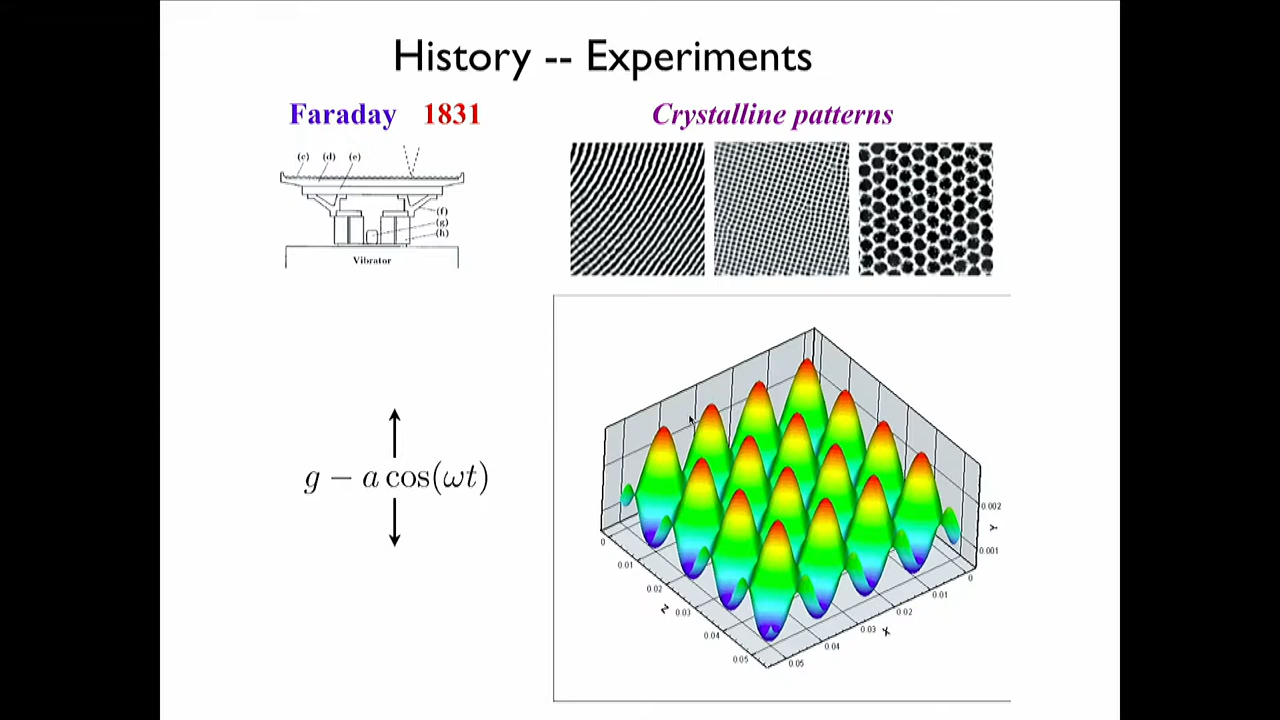 History -- Experiments
Faraday 1831
Crystalline patterns
(c) (d) (e)
(f)
(g)
(h)
Vibrator
g − a cos(ωt)
0.002
Y
0.001
0
0.01
0.02
Z
0.03
0.04
0.05
0
0.01
0.02
0.03
X
0.04
0.05